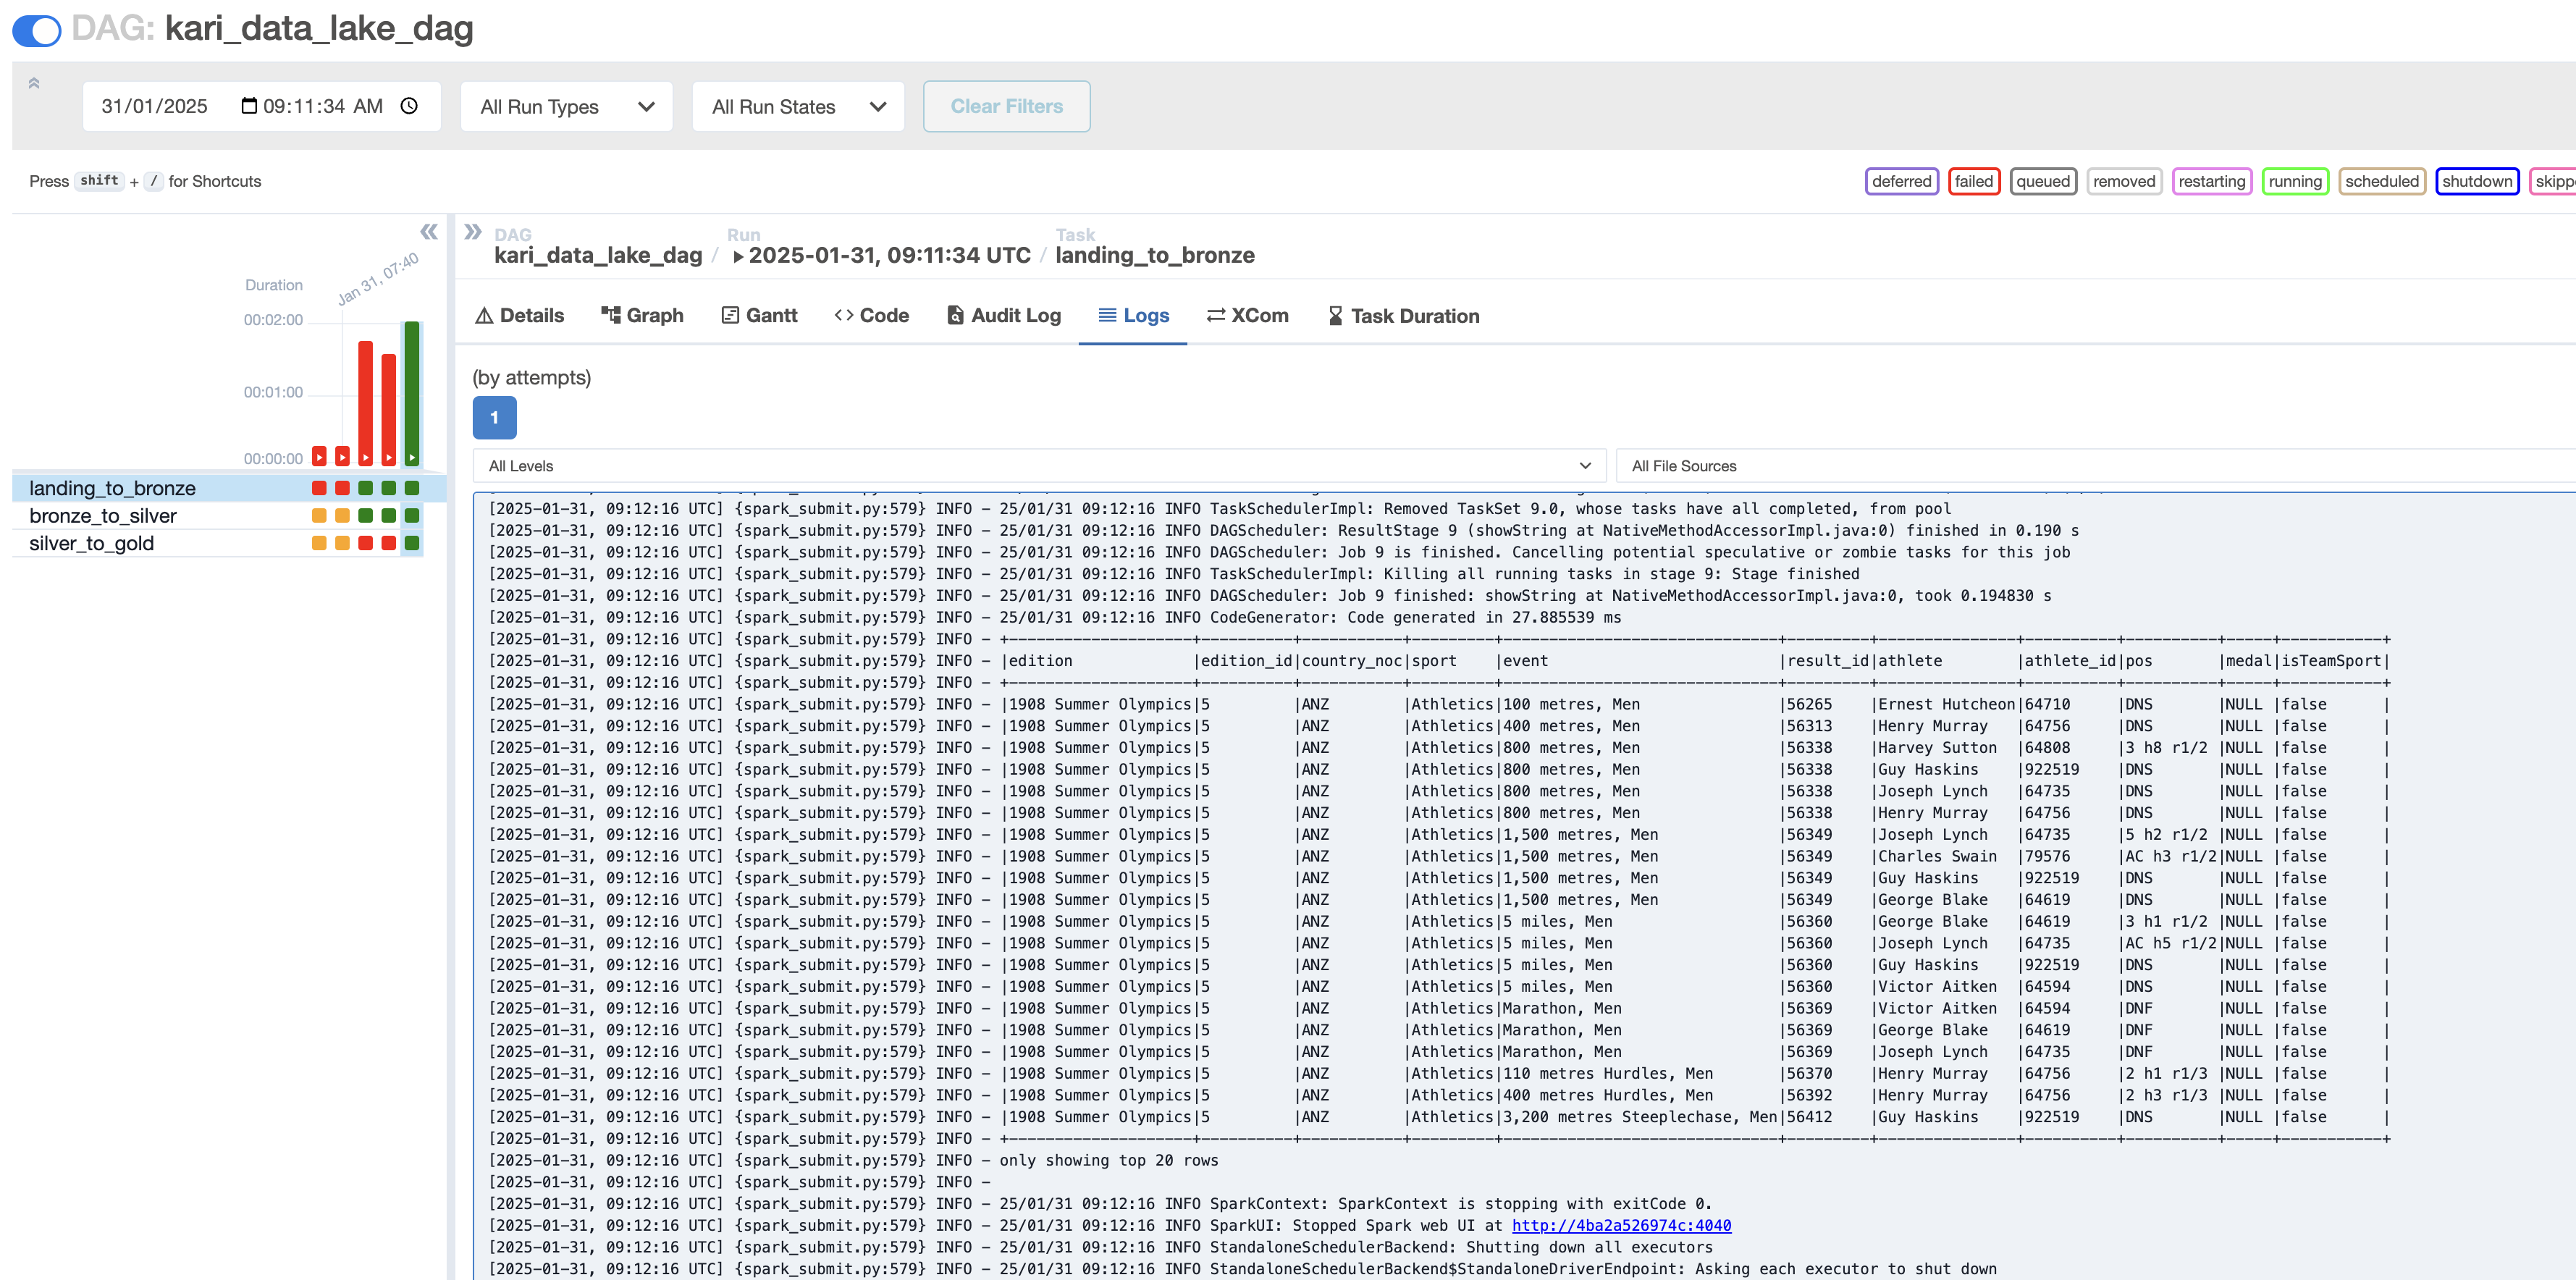 DAG: kari_data_lake_dag
31/01/2025 09:11:34 AM
All Run Types
All Run States
Clear Filters
Press shift + / for Shortcuts
deferred failed queued removed restarting running scheduled shutdown
DAG Run Task
kari_data_lake_dag / 2025-01-31, 09:11:34 UTC / landing_to_bronze
Duration
Jan 31, 07:40
00:02:00
00:01:00
00:00:00
landing_to_bronze
bronze_to_silver
silver_to_gold
Details Graph Gantt Code Audit Log Logs XCom Task Duration
(by attempts)
1
All Levels
All File Sources
[2025-01-31, 09:12:16 UTC] {spark_submit.py:579} INFO - 25/01/31 09:12:16 INFO TaskSchedulerImpl: Removed TaskSet 9.0, whose tasks have all completed, from pool
[2025-01-31, 09:12:16 UTC] {spark_submit.py:579} INFO - 25/01/31 09:12:16 INFO DAGScheduler: ResultStage 9 (showString at NativeMethodAccessorImpl.java:0) finished in 0.190 s
[2025-01-31, 09:12:16 UTC] {spark_submit.py:579} INFO - 25/01/31 09:12:16 INFO DAGScheduler: Job 9 is finished. Cancelling potential speculative or zombie tasks for this job
[2025-01-31, 09:12:16 UTC] {spark_submit.py:579} INFO - 25/01/31 09:12:16 INFO TaskSchedulerImpl: Killing all running tasks in stage 9: Stage finished
[2025-01-31, 09:12:16 UTC] {spark_submit.py:579} INFO - 25/01/31 09:12:16 INFO DAGScheduler: Job 9 finished: showString at NativeMethodAccessorImpl.java:0, took 0.194830 s
[2025-01-31, 09:12:16 UTC] {spark_submit.py:579} INFO - 25/01/31 09:12:16 INFO CodeGenerator: Code generated in 27.885539 ms
[2025-01-31, 09:12:16 UTC] {spark_submit.py:579} INFO - +--------------------+----------+-----------+---------+------------------------------+---------+---------------+----------+----------+-----+-----------+
[2025-01-31, 09:12:16 UTC] {spark_submit.py:579} INFO - |edition |edition_id|country_noc|sport |event |result_id|athlete |athlete_id|pos |medal|isTeamSport|
[2025-01-31, 09:12:16 UTC] {spark_submit.py:579} INFO - +--------------------+----------+-----------+---------+------------------------------+---------+---------------+----------+----------+-----+-----------+
[2025-01-31, 09:12:16 UTC] {spark_submit.py:579} INFO - |1908 Summer Olympics|5 |ANZ |Athletics|100 metres, Men |56265 |Ernest Hutcheon|64710 |DNS |NULL |false |
[2025-01-31, 09:12:16 UTC] {spark_submit.py:579} INFO - |1908 Summer Olympics|5 |ANZ |Athletics|400 metres, Men |56313 |Henry Murray |64756 |DNS |NULL |false |
[2025-01-31, 09:12:16 UTC] {spark_submit.py:579} INFO - |1908 Summer Olympics|5 |ANZ |Athletics|800 metres, Men |56338 |Harvey Sutton |64808 |3 h8 r1/2 |NULL |false |
[2025-01-31, 09:12:16 UTC] {spark_submit.py:579} INFO - |1908 Summer Olympics|5 |ANZ |Athletics|800 metres, Men |56338 |Guy Haskins |922519 |DNS |NULL |false |
[2025-01-31, 09:12:16 UTC] {spark_submit.py:579} INFO - |1908 Summer Olympics|5 |ANZ |Athletics|800 metres, Men |56338 |Joseph Lynch |64735 |DNS |NULL |false |
[2025-01-31, 09:12:16 UTC] {spark_submit.py:579} INFO - |1908 Summer Olympics|5 |ANZ |Athletics|800 metres, Men |56338 |Henry Murray |64756 |DNS |NULL |false |
[2025-01-31, 09:12:16 UTC] {spark_submit.py:579} INFO - |1908 Summer Olympics|5 |ANZ |Athletics|1,500 metres, Men |56349 |Joseph Lynch |64735 |5 h2 r1/2 |NULL |false |
[2025-01-31, 09:12:16 UTC] {spark_submit.py:579} INFO - |1908 Summer Olympics|5 |ANZ |Athletics|1,500 metres, Men |56349 |Charles Swain |79576 |AC h3 r1/2|NULL |false |
[2025-01-31, 09:12:16 UTC] {spark_submit.py:579} INFO - |1908 Summer Olympics|5 |ANZ |Athletics|1,500 metres, Men |56349 |Guy Haskins |922519 |DNS |NULL |false |
[2025-01-31, 09:12:16 UTC] {spark_submit.py:579} INFO - |1908 Summer Olympics|5 |ANZ |Athletics|1,500 metres, Men |56349 |George Blake |64619 |DNS |NULL |false |
[2025-01-31, 09:12:16 UTC] {spark_submit.py:579} INFO - |1908 Summer Olympics|5 |ANZ |Athletics|5 miles, Men |56360 |George Blake |64619 |3 h1 r1/2 |NULL |false |
[2025-01-31, 09:12:16 UTC] {spark_submit.py:579} INFO - |1908 Summer Olympics|5 |ANZ |Athletics|5 miles, Men |56360 |Joseph Lynch |64735 |AC h5 r1/2|NULL |false |
[2025-01-31, 09:12:16 UTC] {spark_submit.py:579} INFO - |1908 Summer Olympics|5 |ANZ |Athletics|5 miles, Men |56360 |Guy Haskins |922519 |DNS |NULL |false |
[2025-01-31, 09:12:16 UTC] {spark_submit.py:579} INFO - |1908 Summer Olympics|5 |ANZ |Athletics|5 miles, Men |56360 |Victor Aitken |64594 |DNS |NULL |false |
[2025-01-31, 09:12:16 UTC] {spark_submit.py:579} INFO - |1908 Summer Olympics|5 |ANZ |Athletics|Marathon, Men |56369 |Victor Aitken |64594 |DNF |NULL |false |
[2025-01-31, 09:12:16 UTC] {spark_submit.py:579} INFO - |1908 Summer Olympics|5 |ANZ |Athletics|Marathon, Men |56369 |George Blake |64619 |DNF |NULL |false |
[2025-01-31, 09:12:16 UTC] {spark_submit.py:579} INFO - |1908 Summer Olympics|5 |ANZ |Athletics|Marathon, Men |56369 |Joseph Lynch |64735 |DNF |NULL |false |
[2025-01-31, 09:12:16 UTC] {spark_submit.py:579} INFO - |1908 Summer Olympics|5 |ANZ |Athletics|110 metres Hurdles, Men |56370 |Henry Murray |64756 |2 h1 r1/3 |NULL |false |
[2025-01-31, 09:12:16 UTC] {spark_submit.py:579} INFO - |1908 Summer Olympics|5 |ANZ |Athletics|400 metres Hurdles, Men |56392 |Henry Murray |64756 |2 h3 r1/3 |NULL |false |
[2025-01-31, 09:12:16 UTC] {spark_submit.py:579} INFO - |1908 Summer Olympics|5 |ANZ |Athletics|3,200 metres Steeplechase, Men|56412 |Guy Haskins |922519 |DNS |NULL |false |
[2025-01-31, 09:12:16 UTC] {spark_submit.py:579} INFO - +--------------------+----------+-----------+---------+------------------------------+---------+---------------+----------+----------+-----+-----------+
[2025-01-31, 09:12:16 UTC] {spark_submit.py:579} INFO - only showing top 20 rows
[2025-01-31, 09:12:16 UTC] {spark_submit.py:579} INFO -
[2025-01-31, 09:12:16 UTC] {spark_submit.py:579} INFO - 25/01/31 09:12:16 INFO SparkContext: SparkContext is stopping with exitCode 0.
[2025-01-31, 09:12:16 UTC] {spark_submit.py:579} INFO - 25/01/31 09:12:16 INFO SparkUI: Stopped Spark web UI at http://4ba2a526974c:4040
[2025-01-31, 09:12:16 UTC] {spark_submit.py:579} INFO - 25/01/31 09:12:16 INFO StandaloneSchedulerBackend: Shutting down all executors
[2025-01-31, 09:12:16 UTC] {spark_submit.py:579} INFO - 25/01/31 09:12:16 INFO StandaloneSchedulerBackend$StandaloneDriverEndpoint: Asking each executor to shut down